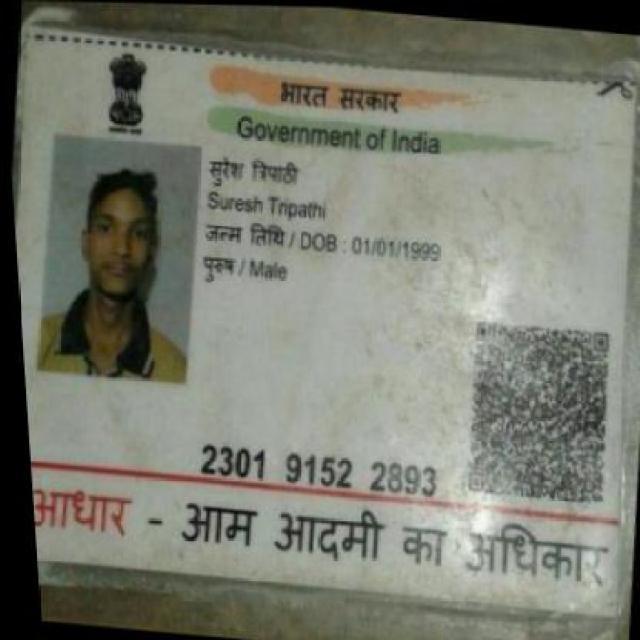 भारत सरकार
Government of India
सुरेश त्रिपाठी
Suresh Tripathi
जन्म तिथि / DOB : 01/01/1999
पुरुष / Male
2301 9152 2893
आधार - आम आदमी का अधिकार